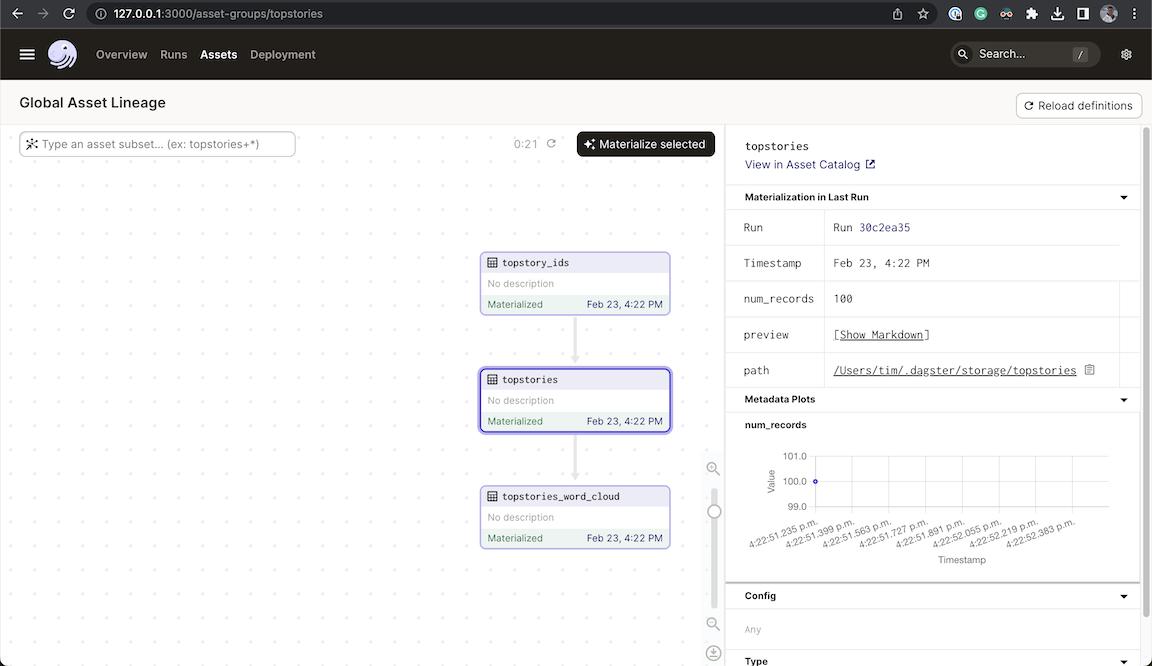 127.0.0.1:3000/asset-groups/topstories
Overview Runs Assets Deployment
Search... /
Global Asset Lineage
Reload definitions
Type an asset subset… (ex: topstories+*)
0:21
Materialize selected
topstory_ids
No description
Materialized Feb 23, 4:22 PM
topstories
No description
Materialized Feb 23, 4:22 PM
topstories_word_cloud
No description
Materialized Feb 23, 4:22 PM
topstories
View in Asset Catalog
Materialization in Last Run
Run Run 30c2ea35
Timestamp Feb 23, 4:22 PM
num_records 100
preview [Show Markdown]
path /Users/tim/.dagster/storage/topstories
Metadata Plots
num_records
Value
101.0
100.0
99.0
4:22:51.235 p.m.
4:22:51.399 p.m.
4:22:51.563 p.m.
4:22:51.727 p.m.
4:22:51.891 p.m.
4:22:52.055 p.m.
4:22:52.219 p.m.
4:22:52.383 p.m.
Timestamp
Config
Any
Type